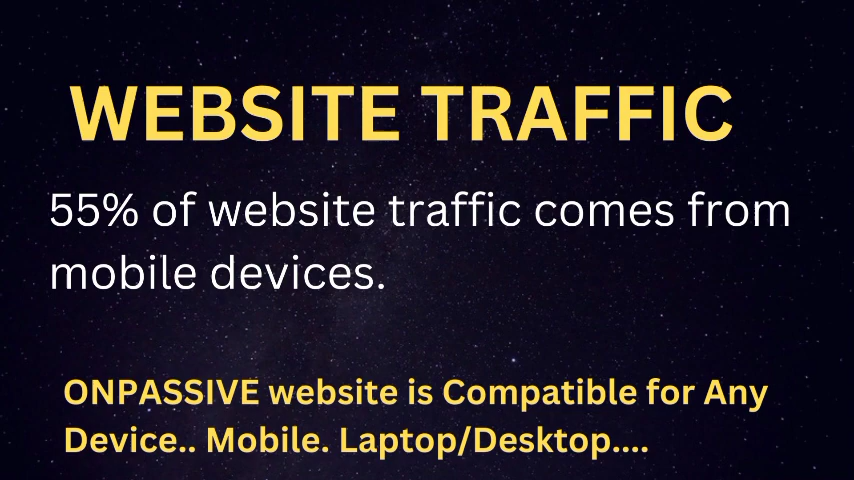 WEBSITE TRAFFIC
55% of website traffic comes from
mobile devices.
ONPASSIVE website is Compatible for Any
Device.. Mobile. Laptop/Desktop....